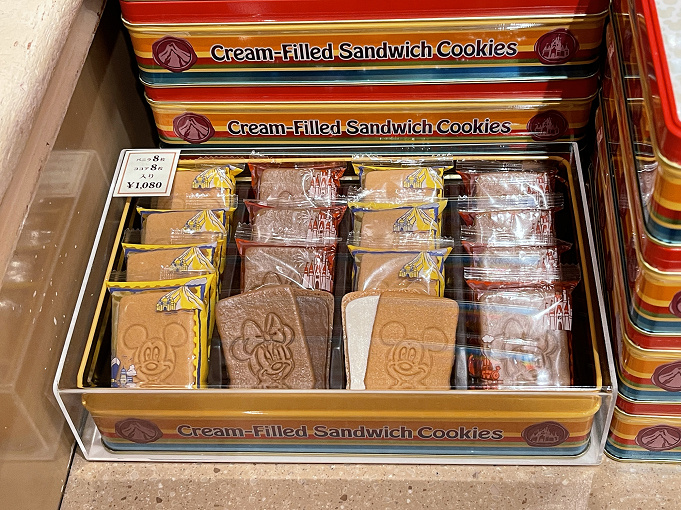 Cream-Filled Sandwich Cookies
Cream-Filled Sandwich Cookies
バニラ 8枚
ココア 8枚
入り
¥1,080
Cream-Filled Sandwich Cookies